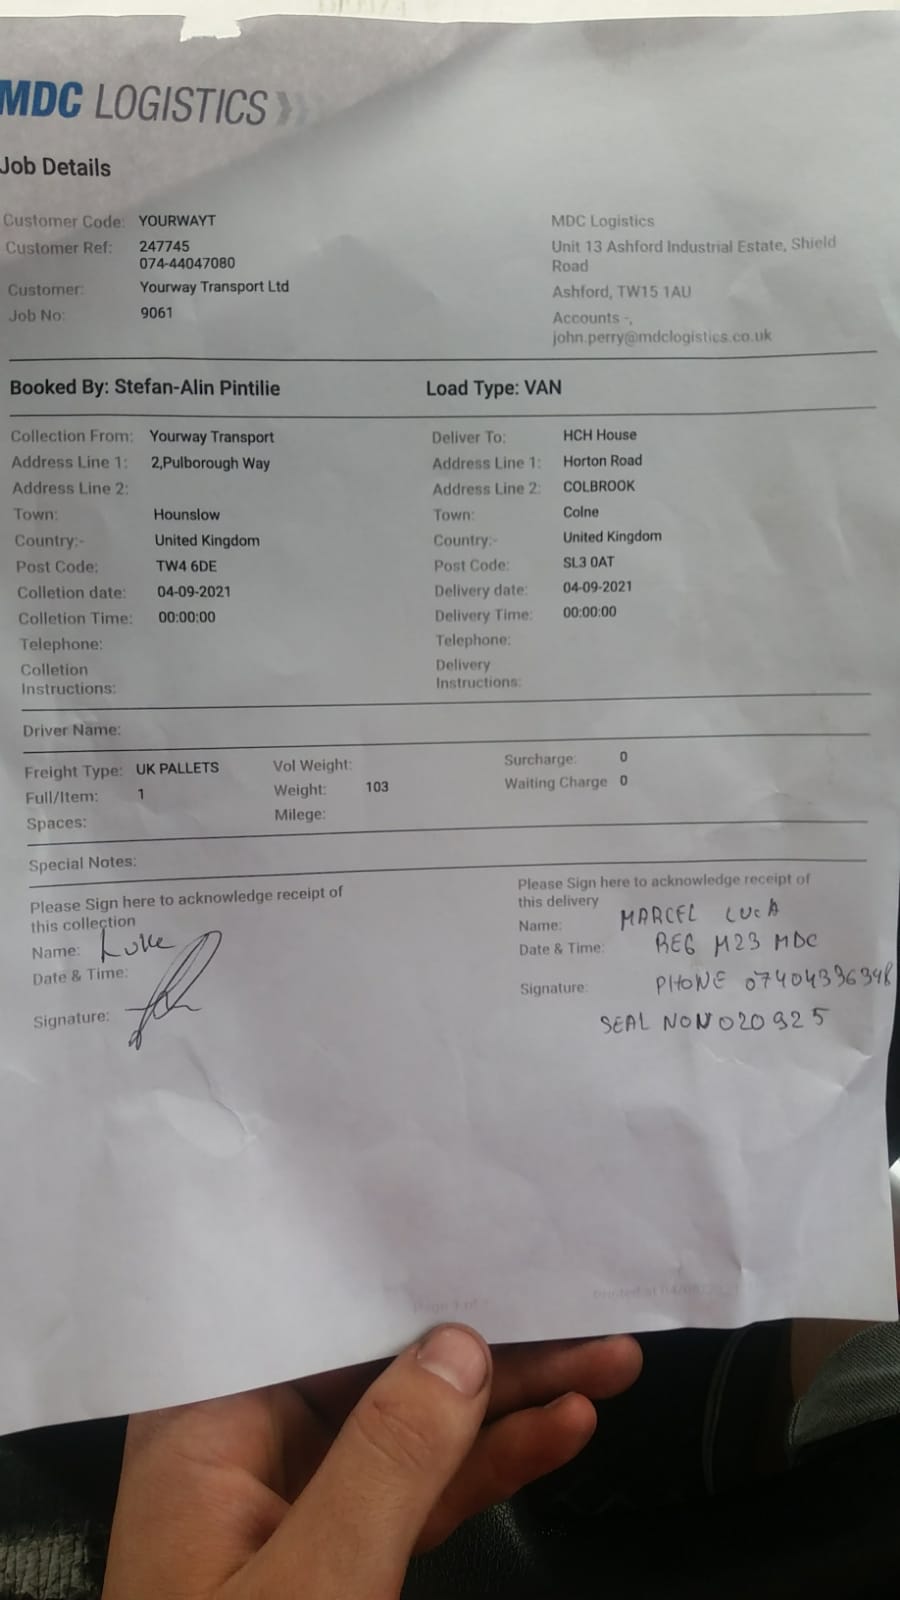 MDC LOGISTICS
Job Details
Customer Code: YOURWAYT
Customer Ref: 247745
074-44047080
Customer: Yourway Transport Ltd
Job No: 9061
MDC Logistics
Unit 13 Ashford Industrial Estate, Shield
Road
Ashford, TW15 1AU
Accounts -,
john.perry@mdclogistics.co.uk
Booked By: Stefan-Alin Pintilie
Load Type: VAN
Collection From: Yourway Transport
Address Line 1: 2,Pulborough Way
Address Line 2:
Town: Hounslow
Country:- United Kingdom
Post Code: TW4 6DE
Colletion date: 04-09-2021
Colletion Time: 00:00:00
Telephone:
Colletion
Instructions:
Deliver To: HCH House
Address Line 1: Horton Road
Address Line 2: COLBROOK
Town: Colne
Country:- United Kingdom
Post Code: SL3 0AT
Delivery date: 04-09-2021
Delivery Time: 00:00:00
Telephone:
Delivery
Instructions:
Driver Name:
Freight Type: UK PALLETS
Full/Item: 1
Spaces:
Vol Weight:
Weight: 103
Milege:
Surcharge: 0
Waiting Charge 0
Special Notes:
Please Sign here to acknowledge receipt of
this collection
Name: Luke
Date & Time:
Signature:
Please Sign here to acknowledge receipt of
this delivery
Name: MARCEL LUCA
Date & Time: REG M23 MDC
Signature: PHONE 07404336348
SEAL NON020925
Page 1 of
Printed at